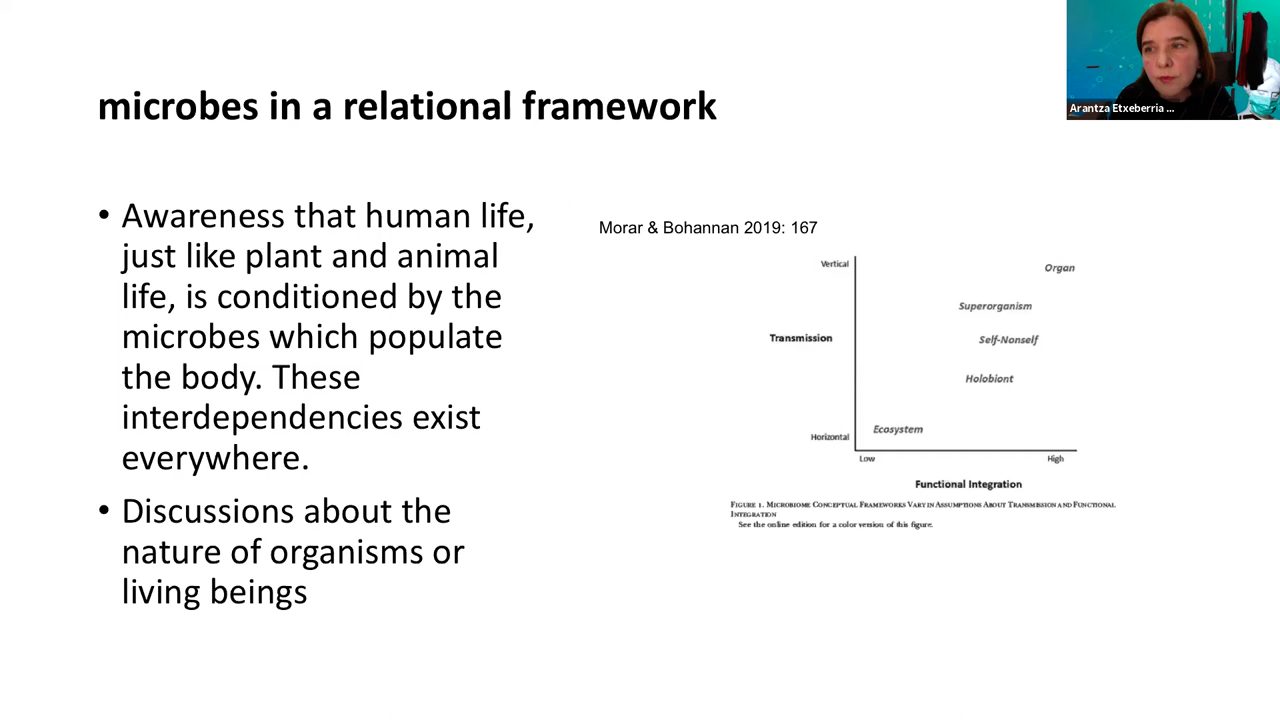 microbes in a relational framework
Arantza Etxeberria ...
• Awareness that human life,
just like plant and animal
life, is conditioned by the
microbes which populate
the body. These
interdependencies exist
everywhere.
• Discussions about the
nature of organisms or
living beings
Morar & Bohannan 2019: 167
Vertical
Organ
Superorganism
Transmission
Self-Nonself
Holobiont
Ecosystem
Horizontal
Low
High
Functional Integration
Figure 1. Microbiome Conceptual Frameworks Vary in Assumptions About Transmission and Functional
Integration
See the online edition for a color version of this figure.